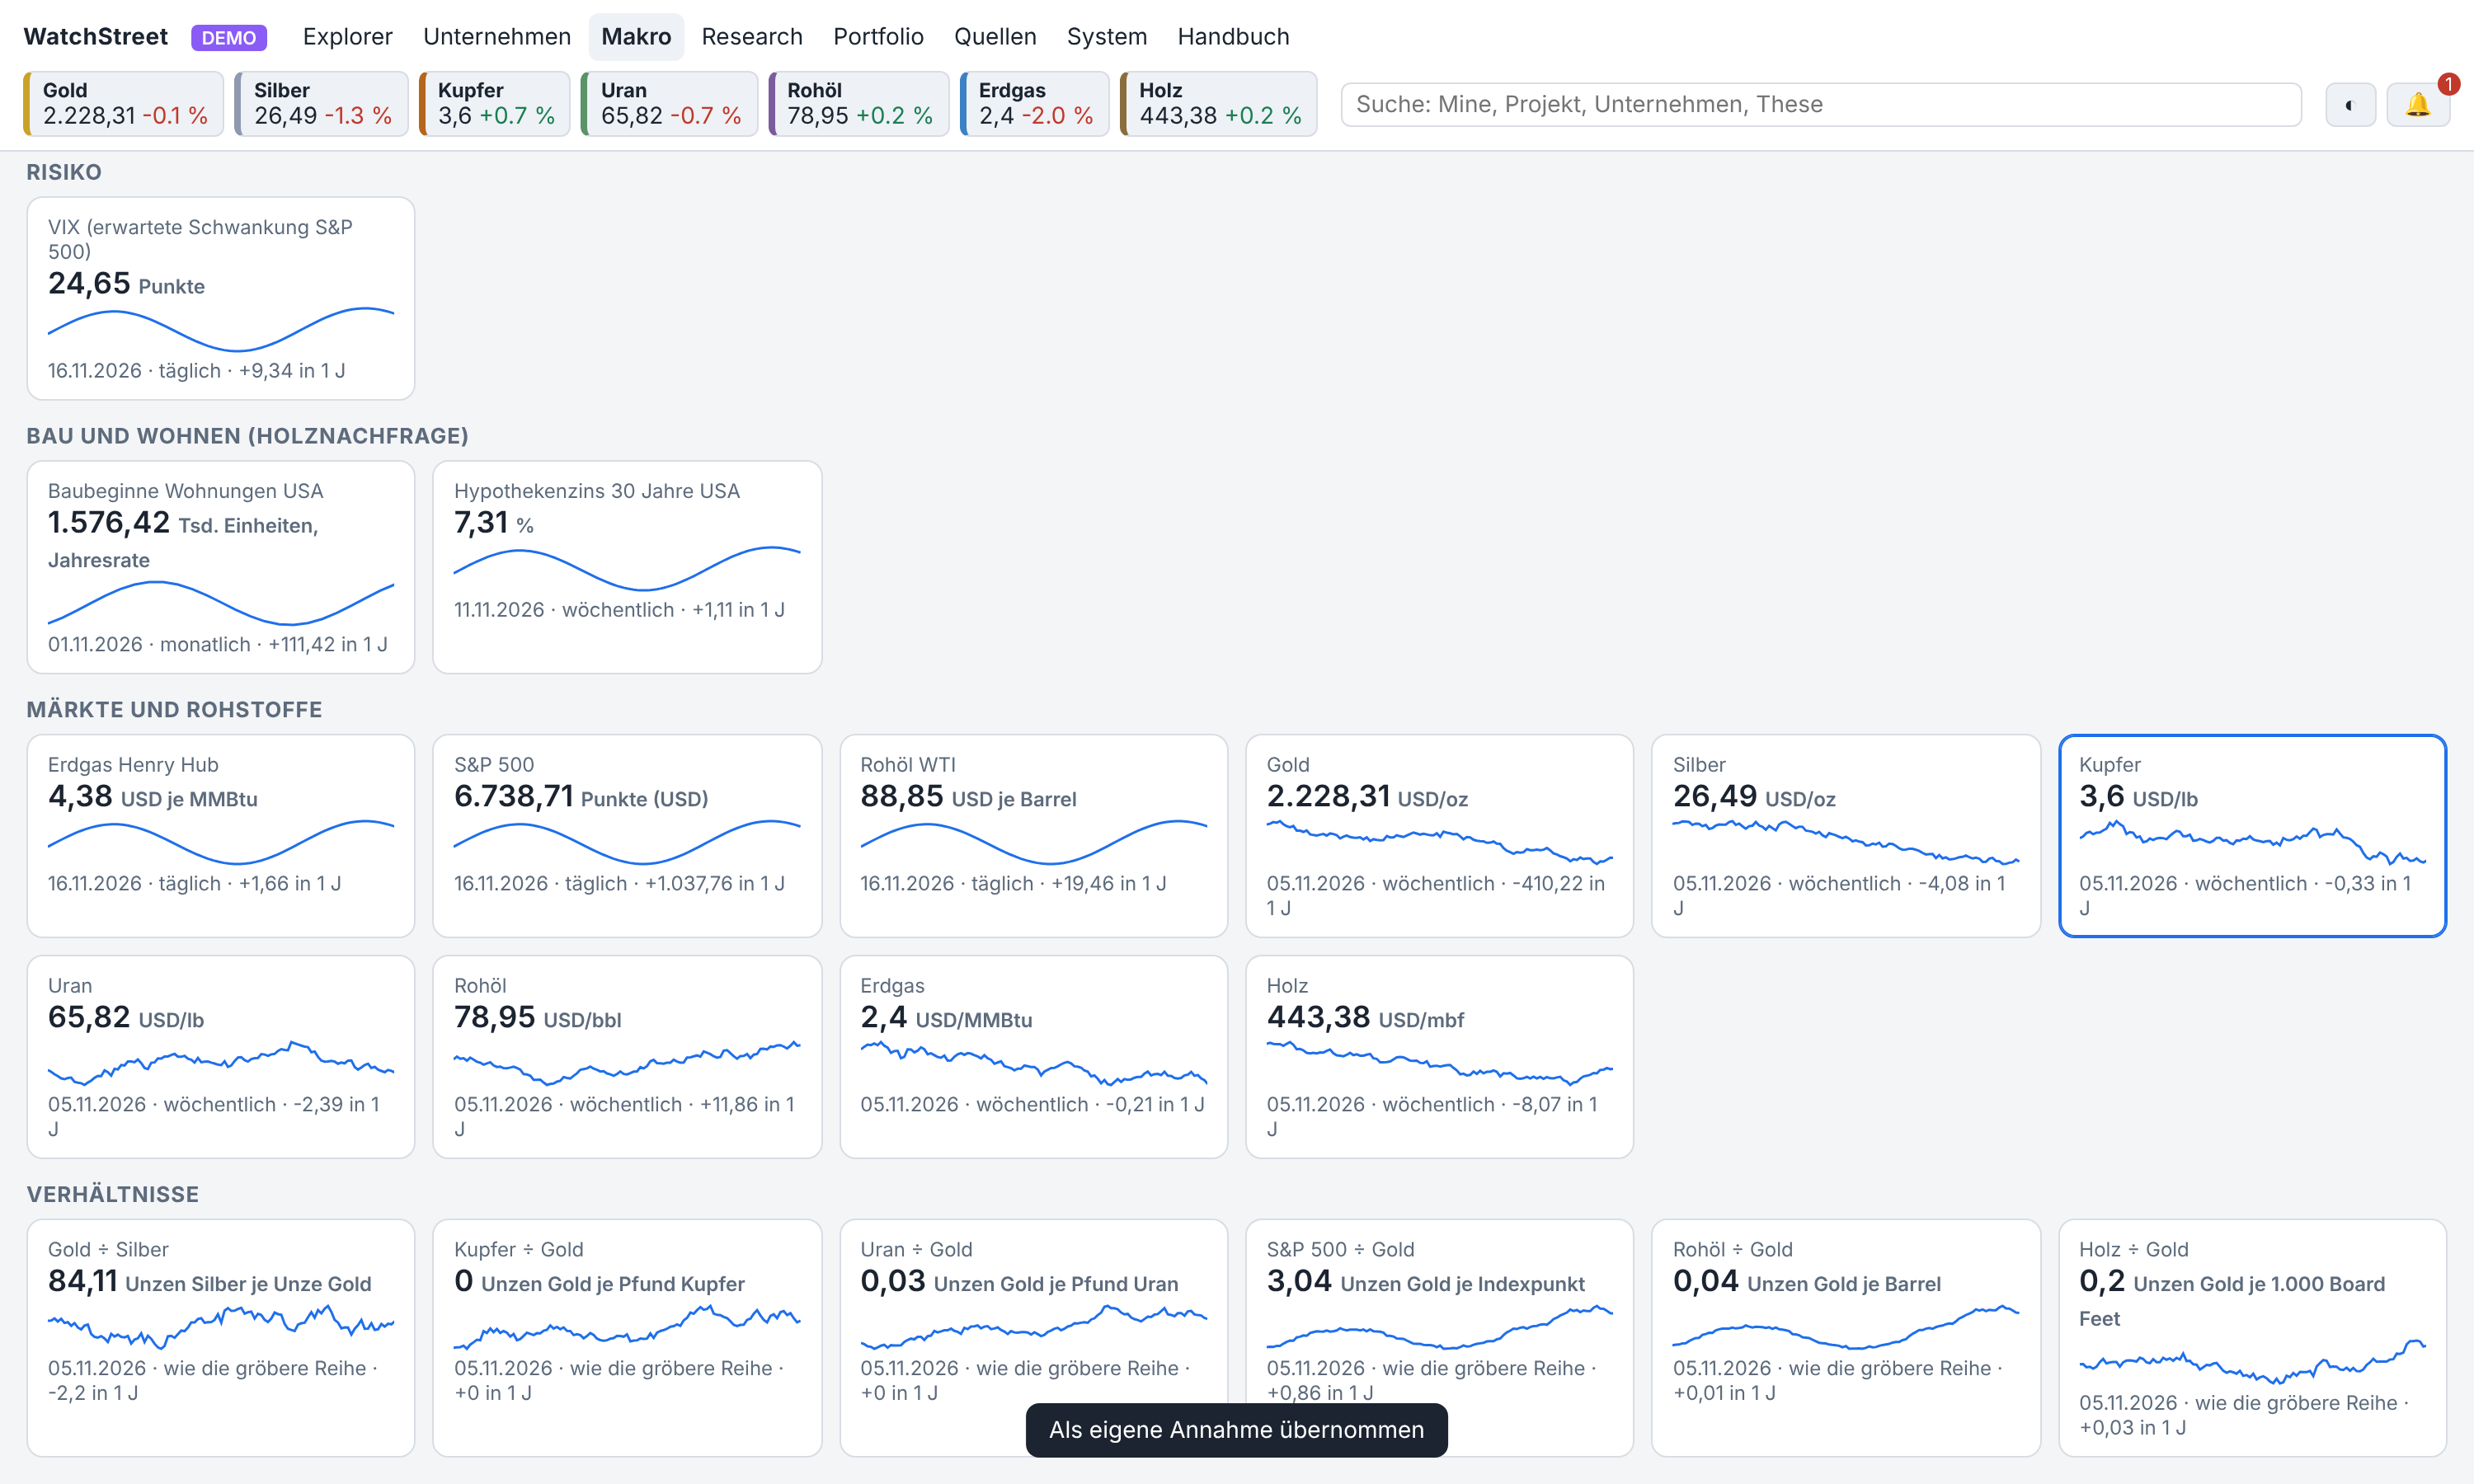 WatchStreet DEMO Explorer Unternehmen Makro Research Portfolio Quellen System Handbuch
Gold
2.228,31 -0.1 %
Silber
26,49 -1.3 %
Kupfer
3,6 +0.7 %
Uran
65,82 -0.7 %
Rohöl
78,95 +0.2 %
Erdgas
2,4 -2.0 %
Holz
443,38 +0.2 %
Suche: Mine, Projekt, Unternehmen, These
1
RISIKO
VIX (erwartete Schwankung S&P
500)
24,65 Punkte
16.11.2026 · täglich · +9,34 in 1 J
BAU UND WOHNEN (HOLZNACHFRAGE)
Baubeginne Wohnungen USA
1.576,42 Tsd. Einheiten,
Jahresrate
01.11.2026 · monatlich · +111,42 in 1 J
Hypothekenzins 30 Jahre USA
7,31 %
11.11.2026 · wöchentlich · +1,11 in 1 J
MÄRKTE UND ROHSTOFFE
Erdgas Henry Hub
4,38 USD je MMBtu
16.11.2026 · täglich · +1,66 in 1 J
S&P 500
6.738,71 Punkte (USD)
16.11.2026 · täglich · +1.037,76 in 1 J
Rohöl WTI
88,85 USD je Barrel
16.11.2026 · täglich · +19,46 in 1 J
Gold
2.228,31 USD/oz
05.11.2026 · wöchentlich · -410,22 in
1 J
Silber
26,49 USD/oz
05.11.2026 · wöchentlich · -4,08 in 1
J
Kupfer
3,6 USD/lb
05.11.2026 · wöchentlich · -0,33 in 1
J
Uran
65,82 USD/lb
05.11.2026 · wöchentlich · -2,39 in 1
J
Rohöl
78,95 USD/bbl
05.11.2026 · wöchentlich · +11,86 in 1
J
Erdgas
2,4 USD/MMBtu
05.11.2026 · wöchentlich · -0,21 in 1 J
Holz
443,38 USD/mbf
05.11.2026 · wöchentlich · -8,07 in 1
J
VERHÄLTNISSE
Gold ÷ Silber
84,11 Unzen Silber je Unze Gold
05.11.2026 · wie die gröbere Reihe ·
-2,2 in 1 J
Kupfer ÷ Gold
0 Unzen Gold je Pfund Kupfer
05.11.2026 · wie die gröbere Reihe ·
+0 in 1 J
Uran ÷ Gold
0,03 Unzen Gold je Pfund Uran
05.11.2026 · wie die gröbere Reihe ·
+0 in 1 J
S&P 500 ÷ Gold
3,04 Unzen Gold je Indexpunkt
05.11.2026 · wie die gröbere Reihe ·
+0,86 in 1 J
Rohöl ÷ Gold
0,04 Unzen Gold je Barrel
05.11.2026 · wie die gröbere Reihe ·
+0,01 in 1 J
Holz ÷ Gold
0,2 Unzen Gold je 1.000 Board
Feet
05.11.2026 · wie die gröbere Reihe ·
+0,03 in 1 J
Als eigene Annahme übernommen